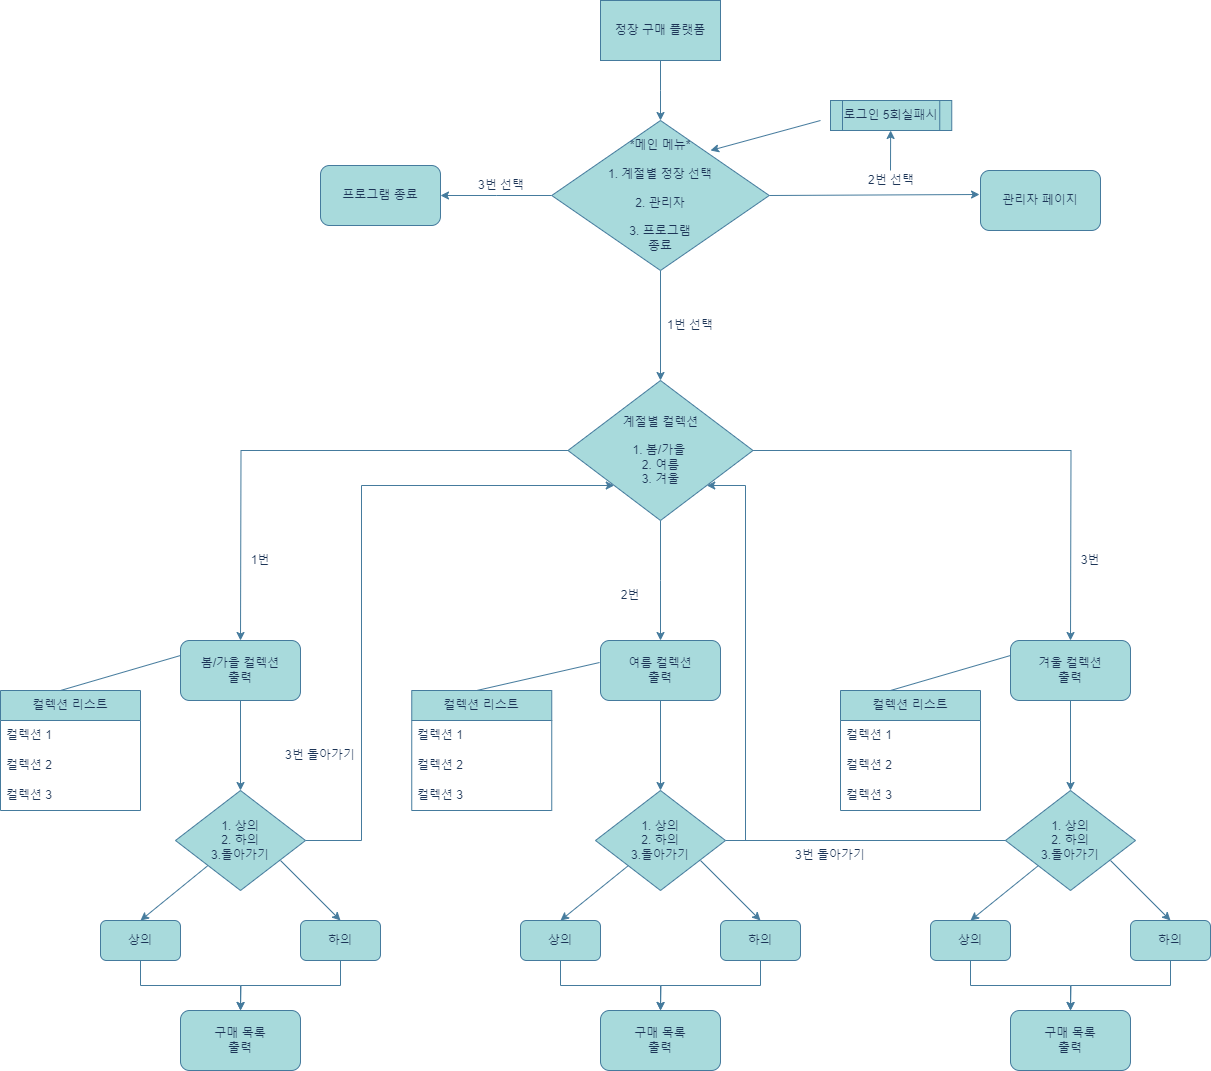 정장 구매 플랫폼
로그인 5회실패시
*메인 메뉴*
1. 계절별 정장 선택
2. 관리자
3. 프로그램
종료
3번 선택
프로그램 종료
2번 선택
관리자 페이지
1번 선택
계절별 컬렉션
1. 봄/가을
2. 여름
3. 겨울
1번
2번
3번
봄/가을 컬렉션
출력
여름 컬렉션
출력
겨울 컬렉션
출력
컬렉션 리스트
컬렉션 1
컬렉션 2
컬렉션 3
컬렉션 리스트
컬렉션 1
컬렉션 2
컬렉션 3
컬렉션 리스트
컬렉션 1
컬렉션 2
컬렉션 3
3번 돌아가기
1. 상의
2. 하의
3.돌아가기
1. 상의
2. 하의
3.돌아가기
3번 돌아가기
1. 상의
2. 하의
3.돌아가기
상의
하의
상의
하의
상의
하의
구매 목록
출력
구매 목록
출력
구매 목록
출력